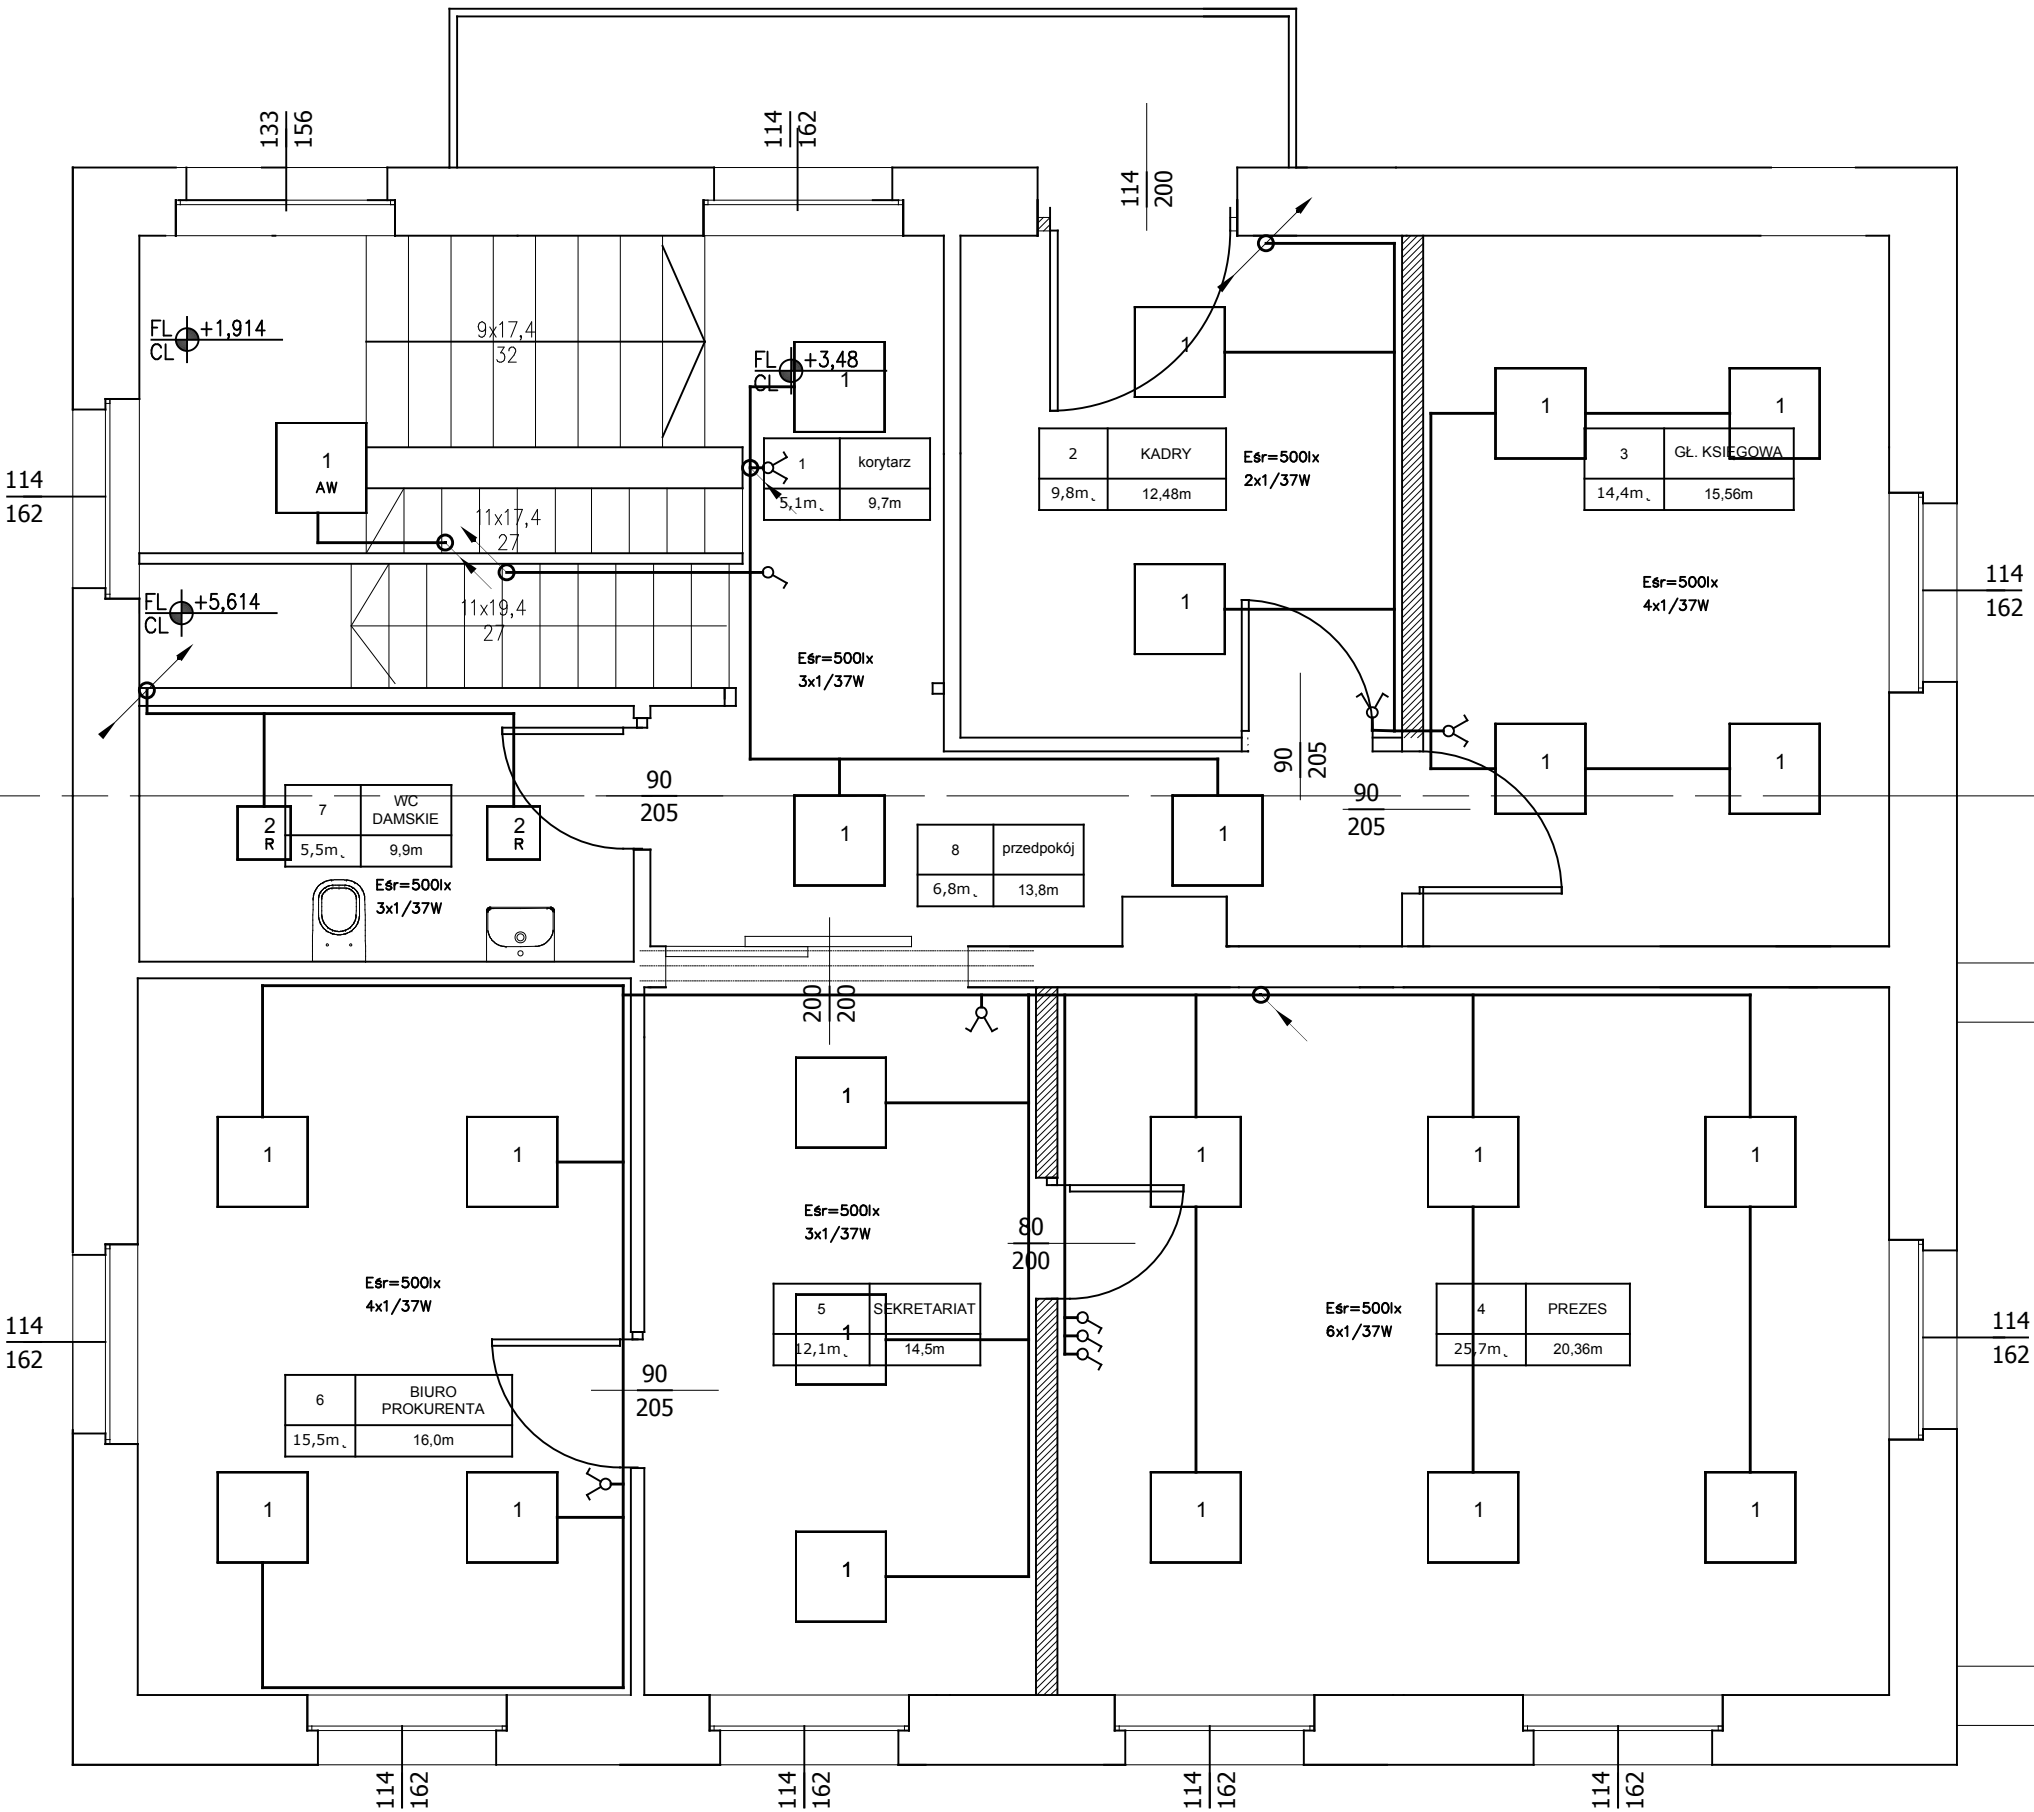 133
156
114
162
114
200
FL
+1,914
CL
9x17,4
32
FL
+3,48
CL
1
1
1
1
1
AW
1
korytarz
5,1m
9,7m
2
KADRY
9,8m
12,48m
Eśr=500lx
2x1/37W
3
GŁ. KSIĘGOWA
14,4m
15,56m
114
162
11x17,4
27
Eśr=500lx
4x1/37W
114
162
FL
+5,614
CL
11x19,4
27
1
Eśr=500lx
3x1/37W
90
205
90
205
90
205
1
1
7
WC
DAMSKIE
5,5m
9,9m
2
R
2
R
Eśr=500lx
3x1/37W
1
1
8
przedpokój
6,8m
13,8m
200
200
1
1
1
1
1
1
Eśr=500lx
3x1/37W
80
200
Eśr=500lx
4x1/37W
5
SEKRETARIAT
12,1m
14,5m
1
Eśr=500lx
6x1/37W
4
PREZES
25,7m
20,36m
114
162
114
162
90
205
6
BIURO
PROKURENTA
15,5m
16,0m
1
1
1
1
1
1
114
162
114
162
114
162
114
162